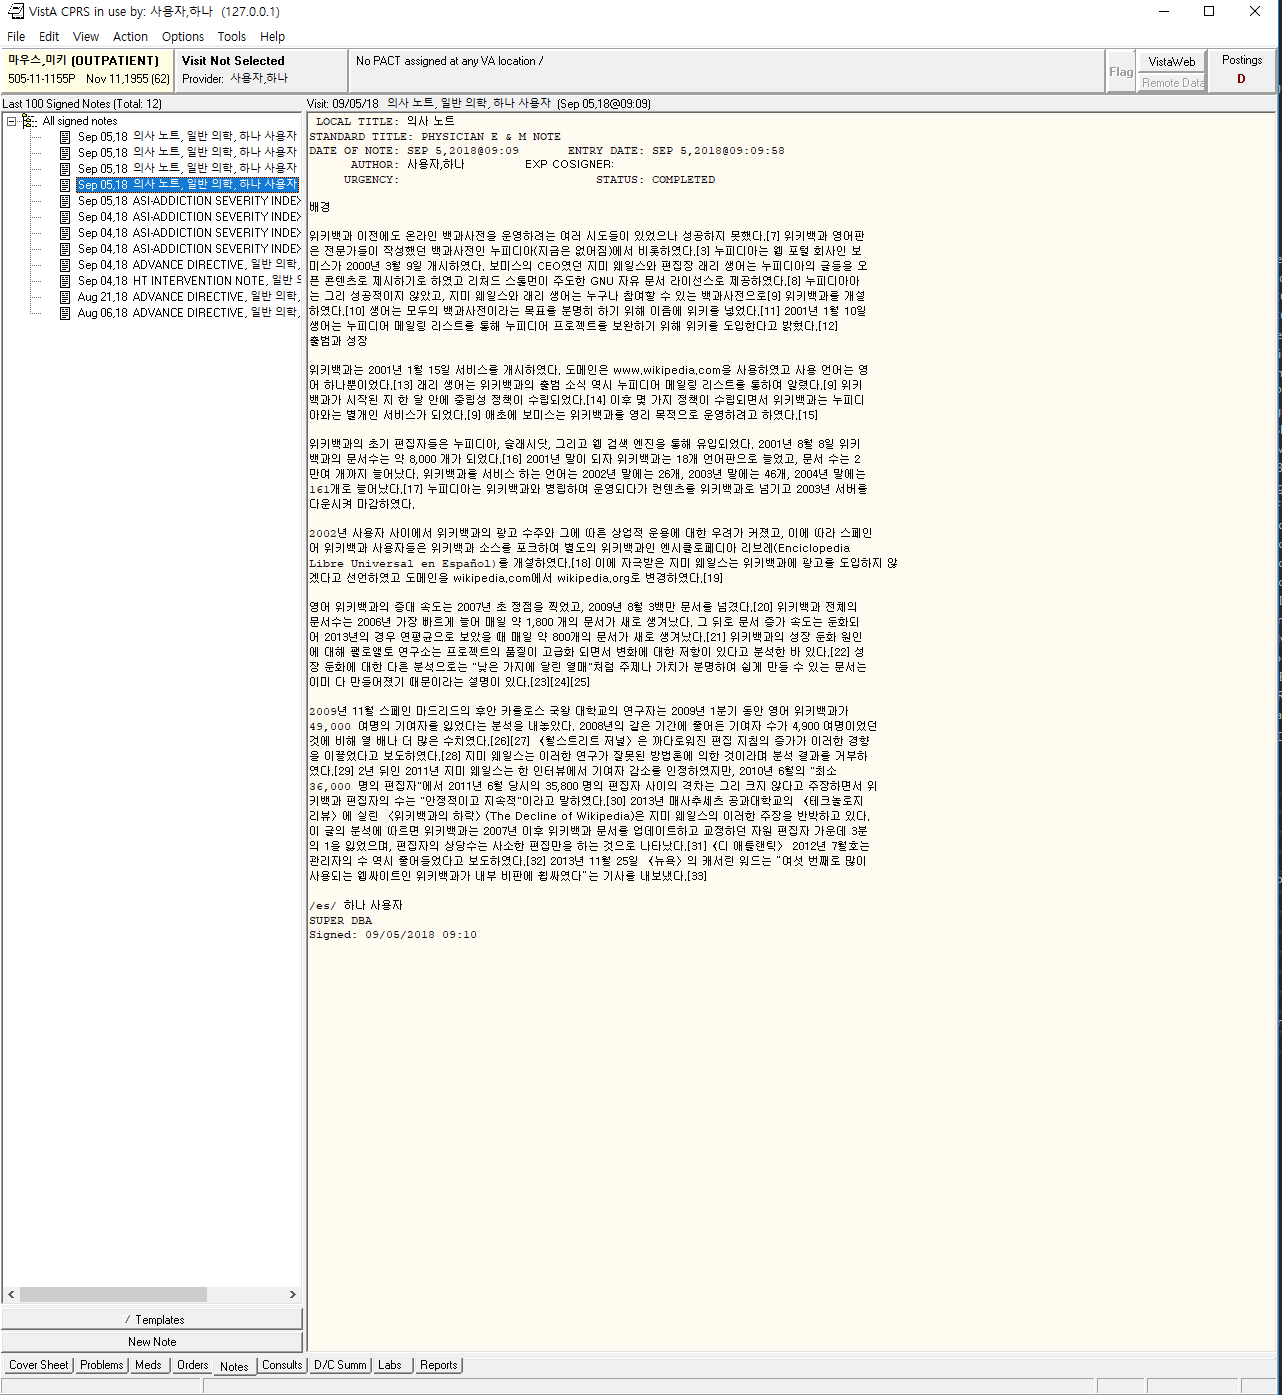 VistA CPRS in use by: 사용자,하나 (127.0.0.1)
File Edit View Action Options Tools Help
마우스,미키 (OUTPATIENT)
505-11-1155P Nov 11,1955 (62)
Visit Not Selected
Provider: 사용자,하나
No PACT assigned at any VA location /
Flag
VistaWeb
Remote Data
Postings
D
Last 100 Signed Notes (Total: 12)
All signed notes
Sep 05,18 의사 노트, 일반 의학, 하나 사용자
Sep 05,18 의사 노트, 일반 의학, 하나 사용자
Sep 05,18 의사 노트, 일반 의학, 하나 사용자
Sep 05,18 의사 노트, 일반 의학, 하나 사용자
Sep 05,18 ASI-ADDICTION SEVERITY INDEX
Sep 04,18 ASI-ADDICTION SEVERITY INDEX
Sep 04,18 ASI-ADDICTION SEVERITY INDEX
Sep 04,18 ASI-ADDICTION SEVERITY INDEX
Sep 04,18 ADVANCE DIRECTIVE, 일반 의학,
Sep 04,18 HT INTERVENTION NOTE, 일반
Aug 21,18 ADVANCE DIRECTIVE, 일반 의학,
Aug 06,18 ADVANCE DIRECTIVE, 일반 의학,
Visit: 09/05/18 의사 노트, 일반 의학, 하나 사용자 (Sep 05,18@09:09)
LOCAL TITLE: 의사 노트
STANDARD TITLE: PHYSICIAN E & M NOTE
DATE OF NOTE: SEP 5,2018@09:09 ENTRY DATE: SEP 5,2018@09:09:58
AUTHOR: 사용자,하나 EXP COSIGNER:
URGENCY: STATUS: COMPLETED
배경
위키백과 이전에도 온라인 백과사전을 운영하려는 여러 시도들이 있었으나 성공하지 못했다.[7] 위키백과 영어판
은 전문가들이 작성했던 백과사전인 누피디아(지금은 없어짐)에서 비롯하였다.[3] 누피디아는 웹 포털 회사인 보
미스가 2000년 3월 9일 개시하였다. 보미스의 CEO였던 지미 웨일스와 편집장 래리 생어는 누피디아의 글들을 오
픈 콘텐츠로 제시하기로 하였고 리처드 스톨먼이 주도한 GNU 자유 문서 라이선스로 제공하였다.[8] 누피디아아
는 그리 성공적이지 않았고, 지미 웨일스와 래리 생어는 누구나 참여할 수 있는 백과사전으로[9] 위키백과를 개설
하였다.[10] 생어는 모두의 백과사전이라는 목표를 분명히 하기 위해 이음에 위키를 넣었다.[11] 2001년 1월 10일
생어는 누피디어 메일링 리스트를 통해 누피디어 프로젝트를 보완하기 위해 위키를 도입한다고 밝혔다.[12]
출범과 성장
위키백과는 2001년 1월 15일 서비스를 개시하였다. 도메인은 www.wikipedia.com을 사용하였고 사용 언어는 영
어 하나뿐이었다.[13] 래리 생어는 위키백과의 출범 소식 역시 누피디어 메일링 리스트를 통하여 알렸다.[9] 위키
백과가 시작된 지 한 달 안에 중립성 정책이 수립되었다.[14] 이후 몇 가지 정책이 수립되면서 위키백과는 누피디
아와는 별개인 서비스가 되었다.[9] 애초에 보미스는 위키백과를 영리 목적으로 운영하려고 하였다.[15]
위키백과의 초기 편집자들은 누피디아, 슬래시닷, 그리고 웹 검색 엔진을 통해 유입되었다. 2001년 8월 8일 위키
백과의 문서수는 약 8,000 개가 되었다.[16] 2001년 말이 되자 위키백과는 18개 언어판으로 늘었고, 문서 수는 2
만여 개까지 늘어났다. 위키백과를 서비스 하는 언어는 2002년 말에는 26개, 2003년 말에는 46개, 2004년 말에는
161개로 늘어났다.[17] 누피디아는 위키백과와 병립하여 운영되다가 컨텐츠를 위키백과로 넘기고 2003년 서버를
다운시켜 마감하였다.
2002년 사용자 사이에서 위키백과의 광고 수주와 그에 따른 상업적 운용에 대한 우려가 커졌고, 이에 따라 스페인
어 위키백과 사용자들은 위키백과 소스를 포크하여 별도의 위키백과인 엔시클로페디아 리브레(Enciclopedia
Libre Universal en Español)를 개설하였다.[18] 이에 자극받은 지미 웨일스는 위키백과에 광고를 도입하지 않
겠다고 선언하였고 도메인을 wikipedia.com에서 wikipedia.org로 변경하였다.[19]
영어 위키백과의 증대 속도는 2007년 초 정점을 찍었고, 2009년 8월 3백만 문서를 넘겼다.[20] 위키백과 전체의
문서수는 2006년 가장 빠르게 늘어 매일 약 1,800 개의 문서가 새로 생겨났다. 그 뒤로 문서 증가 속도는 둔화되
어 2013년의 경우 연평균으로 보았을 때 매일 약 800개의 문서가 새로 생겨났다.[21] 위키백과의 성장 둔화 원인
에 대해 팰로앨토 연구소는 프로젝트의 품질이 고급화 되면서 변화에 대한 저항이 있다고 분석한 바 있다.[22] 성
장 둔화에 대한 다른 분석으로는 "낮은 가지에 달린 열매"처럼 주제나 가치가 분명하여 쉽게 만들 수 있는 문서는
이미 다 만들어졌기 때문이라는 설명이 있다.[23][24][25]
2009년 11월 스페인 마드리드의 후안 카를로스 국왕 대학교의 연구자는 2009년 1분기 동안 영어 위키백과가
49,000 여명의 기여자를 잃었다는 분석을 내놓았다. 2008년의 같은 기간에 줄어든 기여자 수가 4,900 여명이었던
것에 비해 열 배나 더 많은 수치였다.[26][27] 《월스트리트 저널》은 까다로워진 편집 지침의 증가가 이러한 경향
을 이끌었다고 보도하였다.[28] 지미 웨일스는 이러한 연구가 잘못된 방법론에 의한 것이라며 분석 결과를 거부하
였다.[29] 2년 뒤인 2011년 지미 웨일스는 한 인터뷰에서 기여자 감소를 인정하였지만, 2010년 6월의 "최소
36,000 명의 편집자"에서 2011년 6월 당시의 35,800 명의 편집자 사이의 격차는 그리 크지 않다고 주장하면서 위
키백과 편집자의 수는 "안정적이고 지속적"이라고 말하였다.[30] 2013년 매사추세츠 공과대학교의 《테크놀로지
리뷰》에 실린 〈위키백과의 하락〉(The Decline of Wikipedia)은 지미 웨일스의 이러한 주장을 반박하고 있다.
이 글의 분석에 따르면 위키백과는 2007년 이후 위키백과 문서를 업데이트하고 교정하던 자원 편집자 가운데 3분
의 1을 잃었으며, 편집자의 상당수는 사소한 편집만을 하는 것으로 나타났다.[31]《디 애틀랜틱》 2012년 7월호는
관리자의 수 역시 줄어들었다고 보도하였다.[32] 2013년 11월 25일 《뉴욕》의 캐서린 워드는 "여섯 번째로 많이
사용되는 웹싸이트인 위키백과가 내부 비판에 휩싸였다"는 기사를 내보냈다.[33]
/es/ 하나 사용자
SUPER DBA
Signed: 09/05/2018 09:10
/ Templates
New Note
Cover Sheet Problems Meds Orders Notes Consults D/C Summ Labs Reports